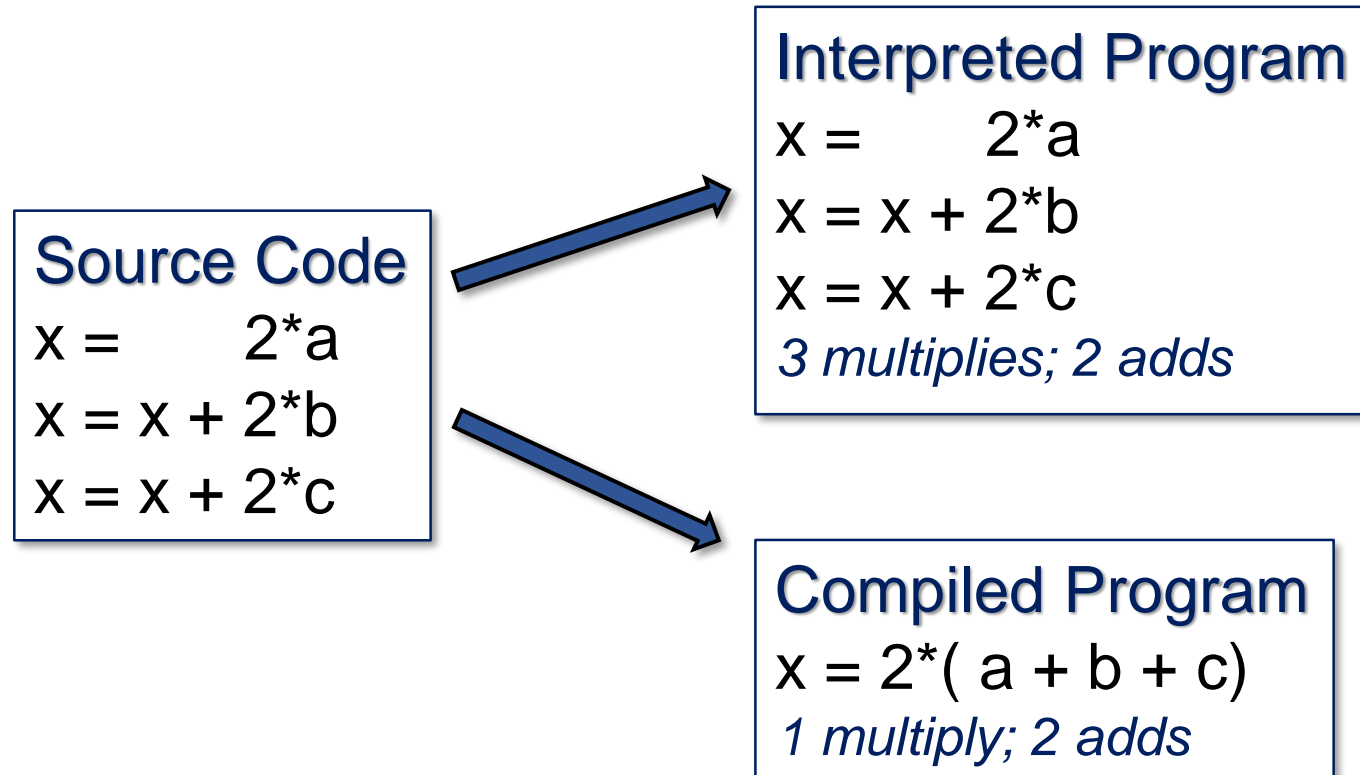 Source Code
x = 2*a
x = x + 2*b
x = x + 2*c
Interpreted Program
x = 2*a
x = x + 2*b
x = x + 2*c
3 multiplies; 2 adds
Compiled Program
x = 2*( a + b + c)
1 multiply; 2 adds